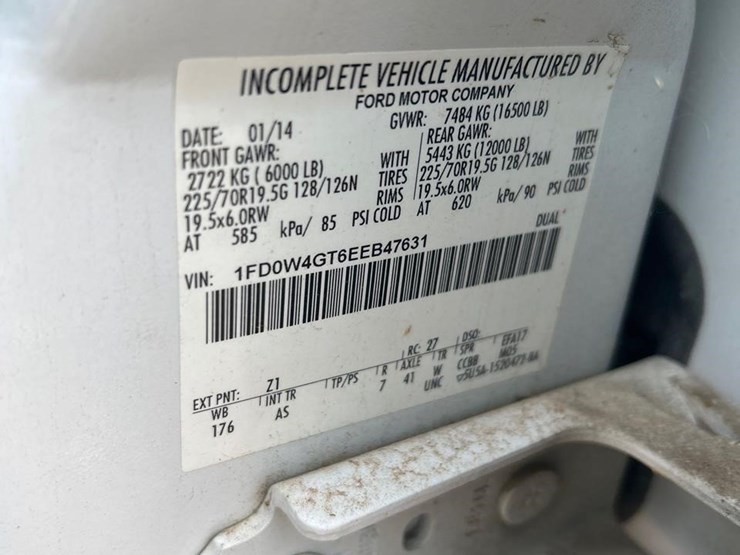 INCOMPLETE VEHICLE MANUFACTURED BY
FORD MOTOR COMPANY
DATE: 01/14 GVWR: 7484 KG (16500 LB)
FRONT GAWR: REAR GAWR:
2722 KG ( 6000 LB) WITH 5443 KG (12000 LB) WITH
225/70R19.5G 128/126N TIRES 225/70R19.5G 128/126N TIRES
19.5x6.0RW RIMS 19.5x6.0RW RIMS
AT 585 kPa/ 85 PSI COLD AT 620 kPa/ 90 PSI COLD
DUAL
VIN: 1FD0W4GT6EEB47631
EXT PNT: Z1 RC: 27 DSO:
WB INT TR TP/PS R AXLE TR SPR EFA17
176 AS 7 41 W CCBB M05
UNC